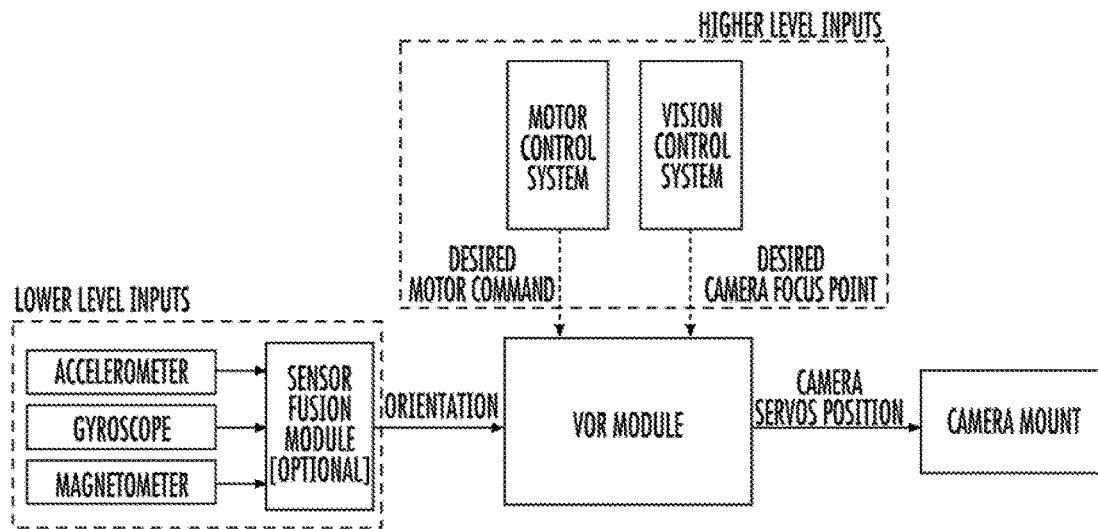 HIGHER LEVEL INPUTS
MOTOR
CONTROL
SYSTEM
VISION
CONTROL
SYSTEM
DESIRED
MOTOR COMMAND
DESIRED
CAMERA FOCUS POINT
LOWER LEVEL INPUTS
ACCELEROMETER
GYROSCOPE
MAGNETOMETER
SENSOR
FUSION
MODULE
[OPTIONAL]
ORIENTATION
VOR MODULE
CAMERA
SERVOS POSITION
CAMERA MOUNT